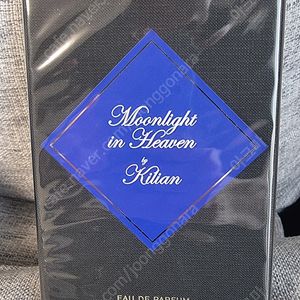 Moonlight
in Heaven
by
Kilian
EAU DE PARFUM